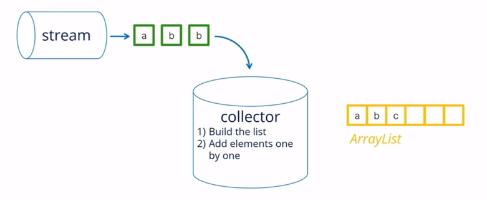 stream
a b b
collector
1) Build the list
2) Add elements one
by one
a b c
ArrayList